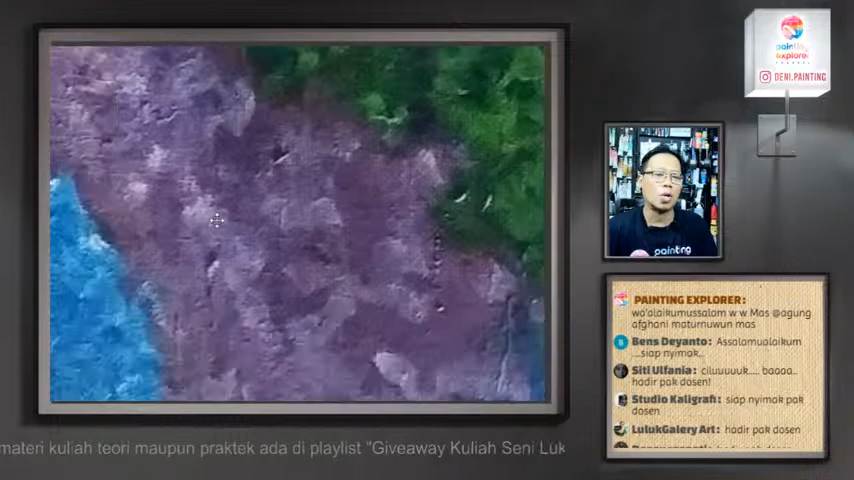 painting
explorer
CHANNEL
DENI.PAINTING
painting
PAINTING EXPLORER:
wa'alaikumussalam w w Mas @agung
afghani maturnuwun mas
B Bens Deyanto: Assalamualaikum
....siap nyimak...
Siti Ulfania: ciluuuuuk..... baaaa..
hadir pak dosen!
Studio Kaligrafi: siap nyimak pak
dosen
LulukGalery Art: hadir pak dosen
materi kuliah teori maupun praktek ada di playlist "Giveaway Kuliah Seni Luk